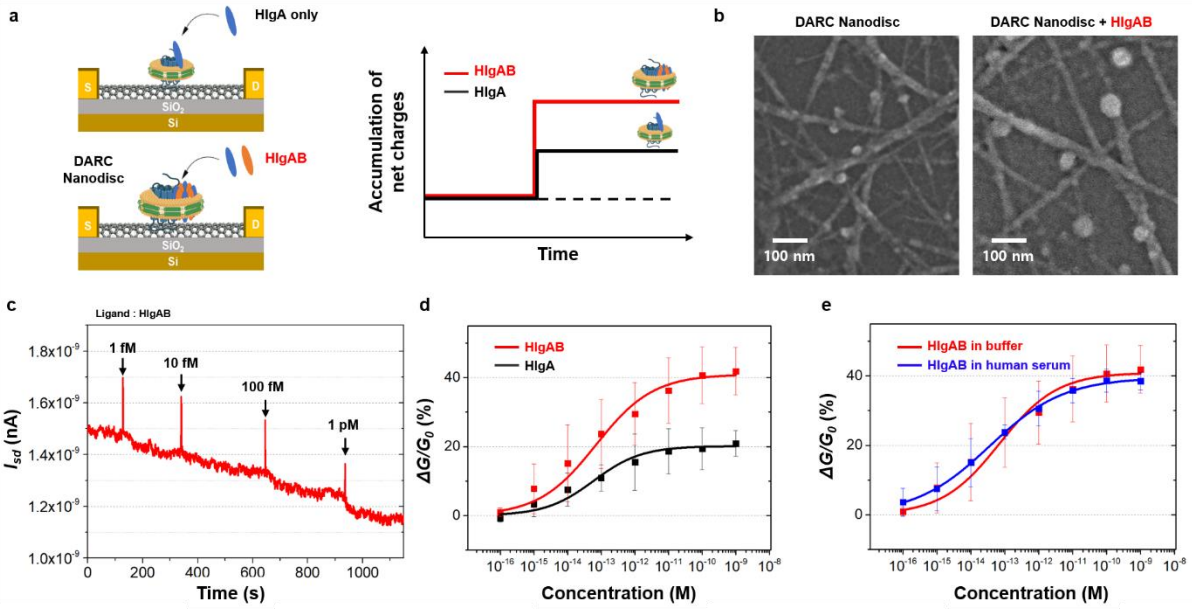 a
HlgA only
S
D
SiO₂
Si
DARC
Nanodisc
HlgAB
S
D
SiO₂
Si
Accumulation of
net charges
HlgAB
HlgA
Time
b
DARC Nanodisc
DARC Nanodisc + HlgAB
100 nm
100 nm
c
Ligand : HlgAB
Isd (nA)
1.8x10⁻⁹
1.6x10⁻⁹
1.4x10⁻⁹
1.2x10⁻⁹
1.0x10⁻⁹
1 fM
10 fM
100 fM
1 pM
0 200 400 600 800 1000
Time (s)
d
ΔG/G₀ (%)
40
20
0
HlgAB
HlgA
10⁻¹⁶ 10⁻¹⁵ 10⁻¹⁴ 10⁻¹³ 10⁻¹² 10⁻¹¹ 10⁻¹⁰ 10⁻⁹ 10⁻⁸
Concentration (M)
e
ΔG/G₀ (%)
40
20
0
HlgAB in buffer
HlgAB in human serum
10⁻¹⁶ 10⁻¹⁵ 10⁻¹⁴ 10⁻¹³ 10⁻¹² 10⁻¹¹ 10⁻¹⁰ 10⁻⁹ 10⁻⁸
Concentration (M)